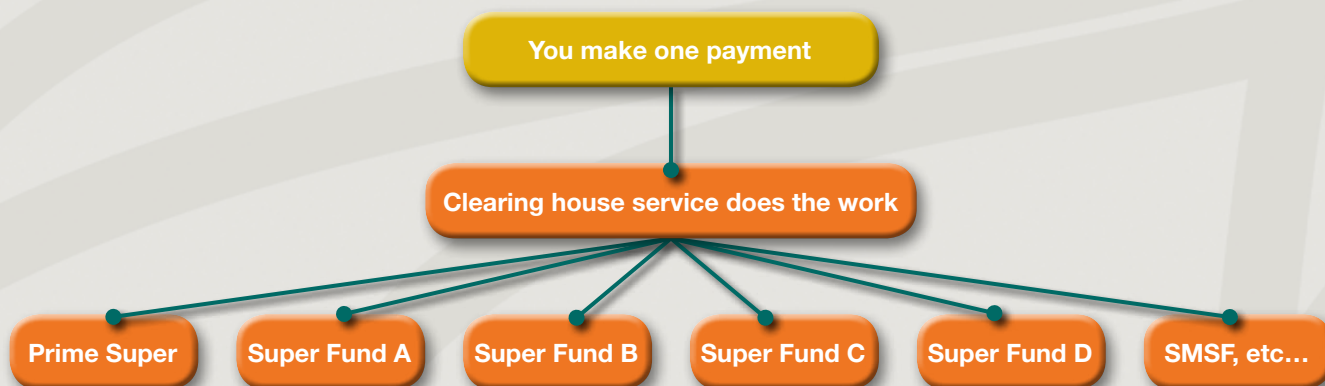 You make one payment
Clearing house service does the work
Prime Super
Super Fund A
Super Fund B
Super Fund C
Super Fund D
SMSF, etc...